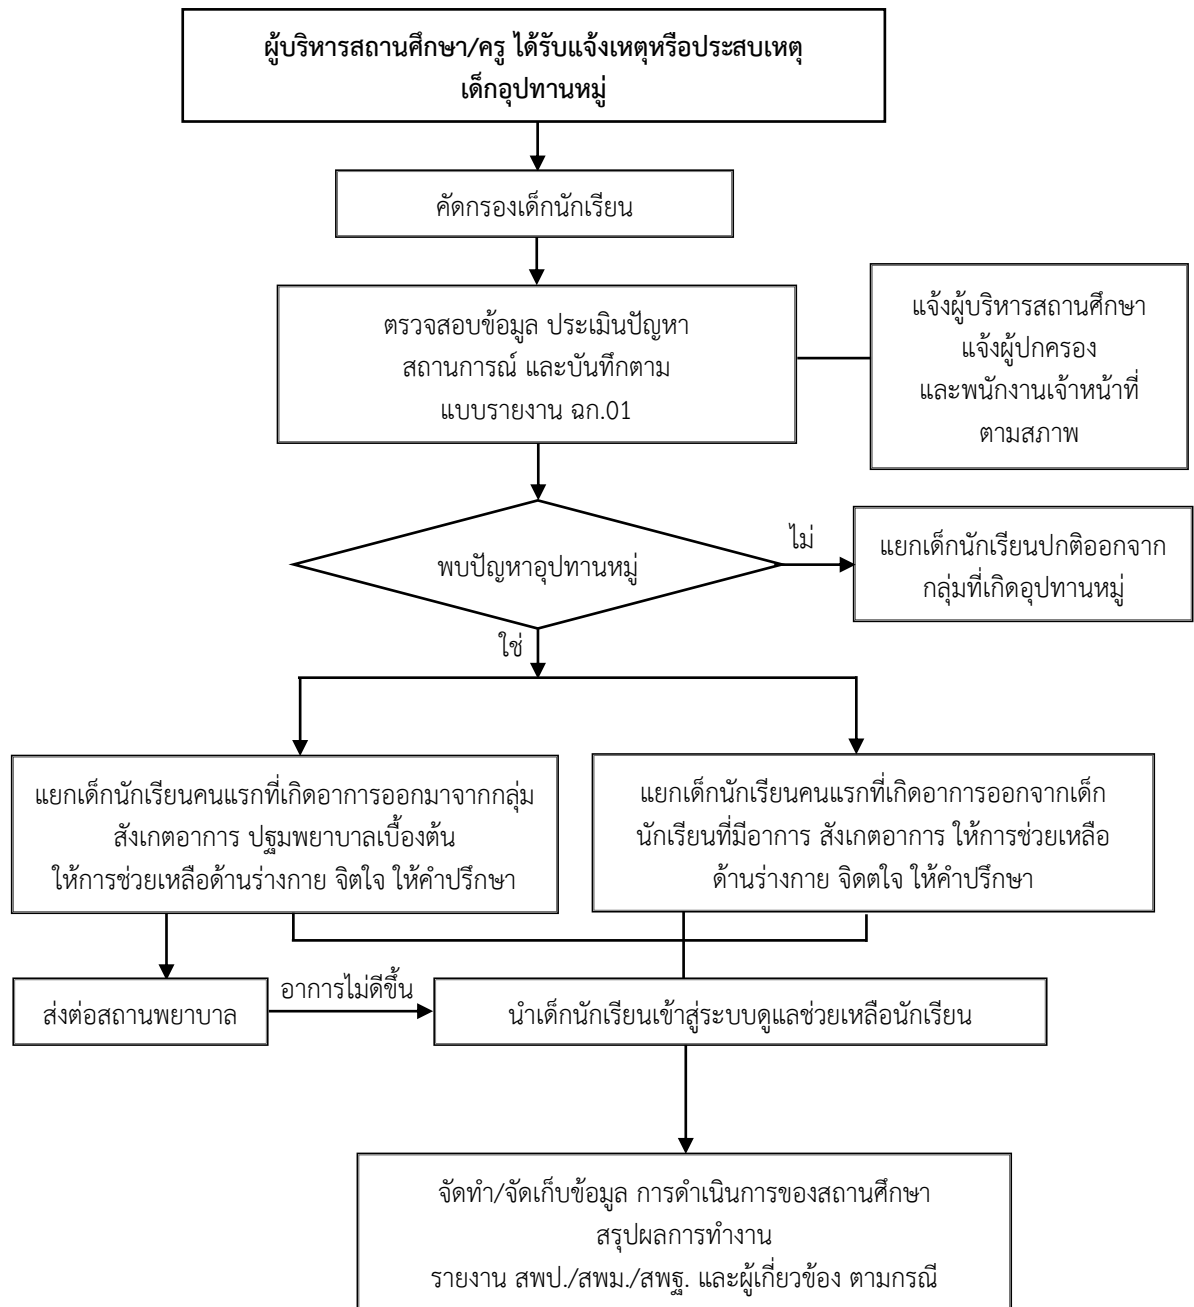 ผู้บริหารสถานศึกษา/ครู ได้รับแจ้งเหตุหรือประสบเหตุ
เด็กอุปทานหมู่
คัดกรองเด็กนักเรียน
ตรวจสอบข้อมูล ประเมินปัญหา
สถานการณ์ และบันทึกตาม
แบบรายงาน ฉก.01
แจ้งผู้บริหารสถานศึกษา
แจ้งผู้ปกครอง
และพนักงานเจ้าหน้าที่
ตามสภาพ
พบปัญหาอุปทานหมู่
ไม่
แยกเด็กนักเรียนปกติออกจาก
กลุ่มที่เกิดอุปทานหมู่
ใช่
แยกเด็กนักเรียนคนแรกที่เกิดอาการออกมาจากกลุ่ม
สังเกตอาการ ปฐมพยาบาลเบื้องต้น
ให้การช่วยเหลือด้านร่างกาย จิตใจ ให้คำปรึกษา
แยกเด็กนักเรียนคนแรกที่เกิดอาการออกจากเด็ก
นักเรียนที่มีอาการ สังเกตอาการ ให้การช่วยเหลือ
ด้านร่างกาย จิดตใจ ให้คำปรึกษา
ส่งต่อสถานพยาบาล
อาการไม่ดีขึ้น
นำเด็กนักเรียนเข้าสู่ระบบดูแลช่วยเหลือนักเรียน
จัดทำ/จัดเก็บข้อมูล การดำเนินการของสถานศึกษา
สรุปผลการทำงาน
รายงาน สพป./สพม./สพฐ. และผู้เกี่ยวข้อง ตามกรณี